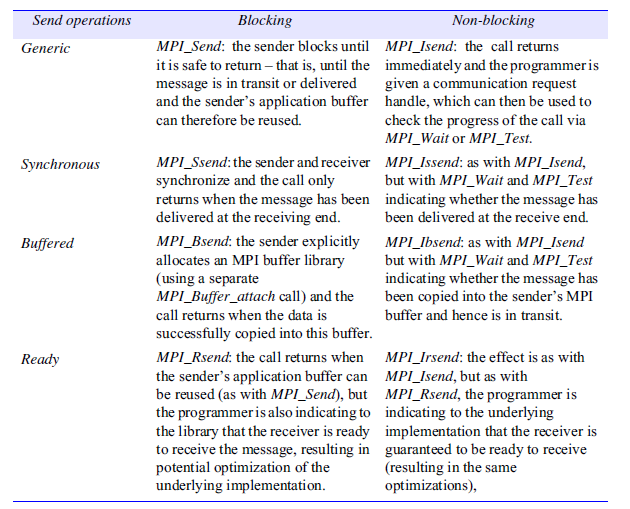 Send operations Blocking Non-blocking
Generic
MPI_Send: the sender blocks until
it is safe to return – that is, until the
message is in transit or delivered
and the sender's application buffer
can therefore be reused.
MPI_Isend: the call returns
immediately and the programmer is
given a communication request
handle, which can then be used to
check the progress of the call via
MPI_Wait or MPI_Test.
Synchronous
MPI_Ssend: the sender and receiver
synchronize and the call only
returns when the message has been
delivered at the receiving end.
MPI_Issend: as with MPI_Isend,
but with MPI_Wait and MPI_Test
indicating whether the message has
been delivered at the receive end.
Buffered
MPI_Bsend: the sender explicitly
allocates an MPI buffer library
(using a separate
MPI_Buffer_attach call) and the
call returns when the data is
successfully copied into this buffer.
MPI_Ibsend: as with MPI_Isend
but with MPI_Wait and MPI_Test
indicating whether the message has
been copied into the sender's MPI
buffer and hence is in transit.
Ready
MPI_Rsend: the call returns when
the sender's application buffer can
be reused (as with MPI_Send), but
the programmer is also indicating to
the library that the receiver is ready
to receive the message, resulting in
potential optimization of the
underlying implementation.
MPI_Irsend: the effect is as with
MPI_Isend, but as with
MPI_Rsend, the programmer is
indicating to the underlying
implementation that the receiver is
guaranteed to be ready to receive
(resulting in the same
optimizations),